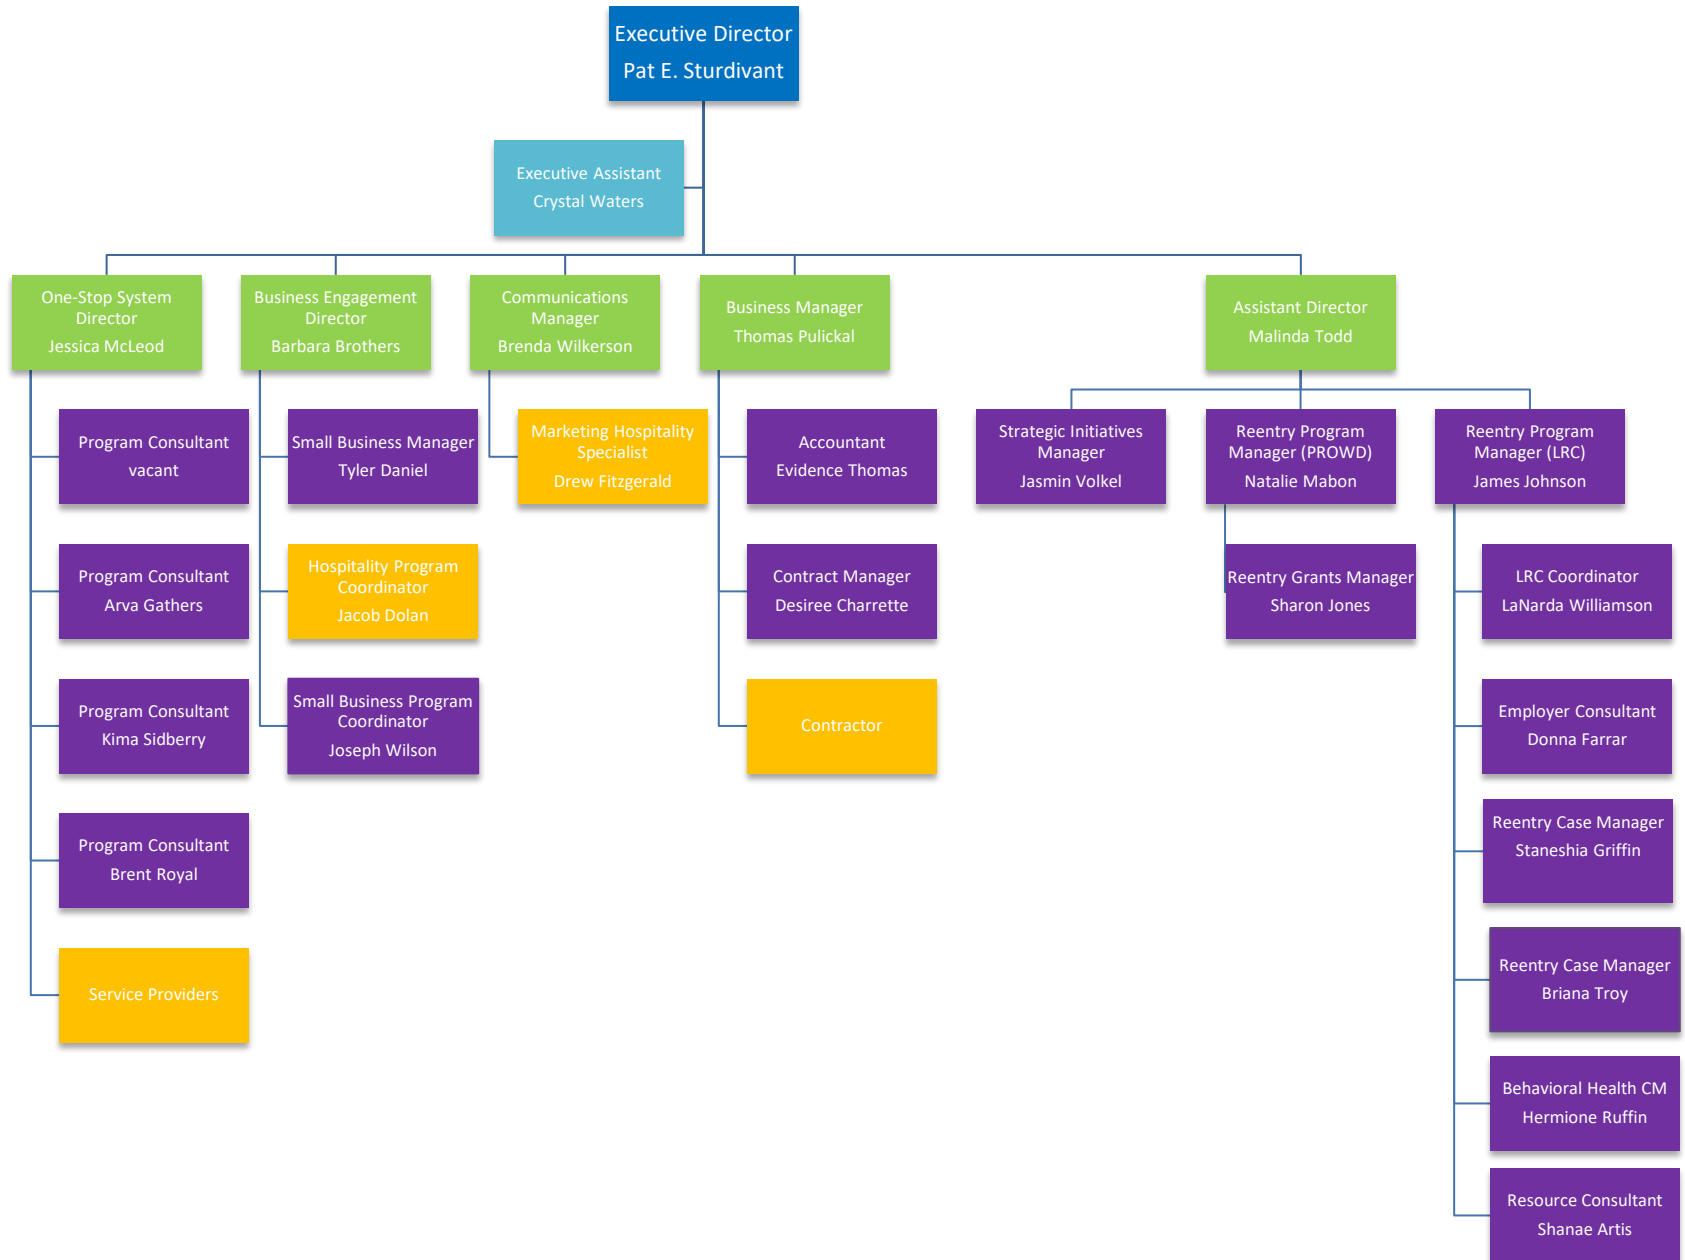 Executive Director
Pat E. Sturdivant
Executive Assistant
Crystal Waters
One-Stop System
Director
Jessica McLeod
Business Engagement
Director
Barbara Brothers
Communications
Manager
Brenda Wilkerson
Business Manager
Thomas Pulickal
Assistant Director
Malinda Todd
Program Consultant
vacant
Small Business Manager
Tyler Daniel
Marketing Hospitality
Specialist
Drew Fitzgerald
Accountant
Evidence Thomas
Strategic Initiatives
Manager
Jasmin Volkel
Reentry Program
Manager (PROWD)
Natalie Mabon
Reentry Program
Manager (LRC)
James Johnson
Program Consultant
Arva Gathers
Hospitality Program
Coordinator
Jacob Dolan
Contract Manager
Desiree Charrette
Reentry Grants Manager
Sharon Jones
LRC Coordinator
LaNarda Williamson
Program Consultant
Kima Sidberry
Small Business Program
Coordinator
Joseph Wilson
Contractor
Employer Consultant
Donna Farrar
Program Consultant
Brent Royal
Reentry Case Manager
Staneshia Griffin
Service Providers
Reentry Case Manager
Briana Troy
Behavioral Health CM
Hermione Ruffin
Resource Consultant
Shanae Artis